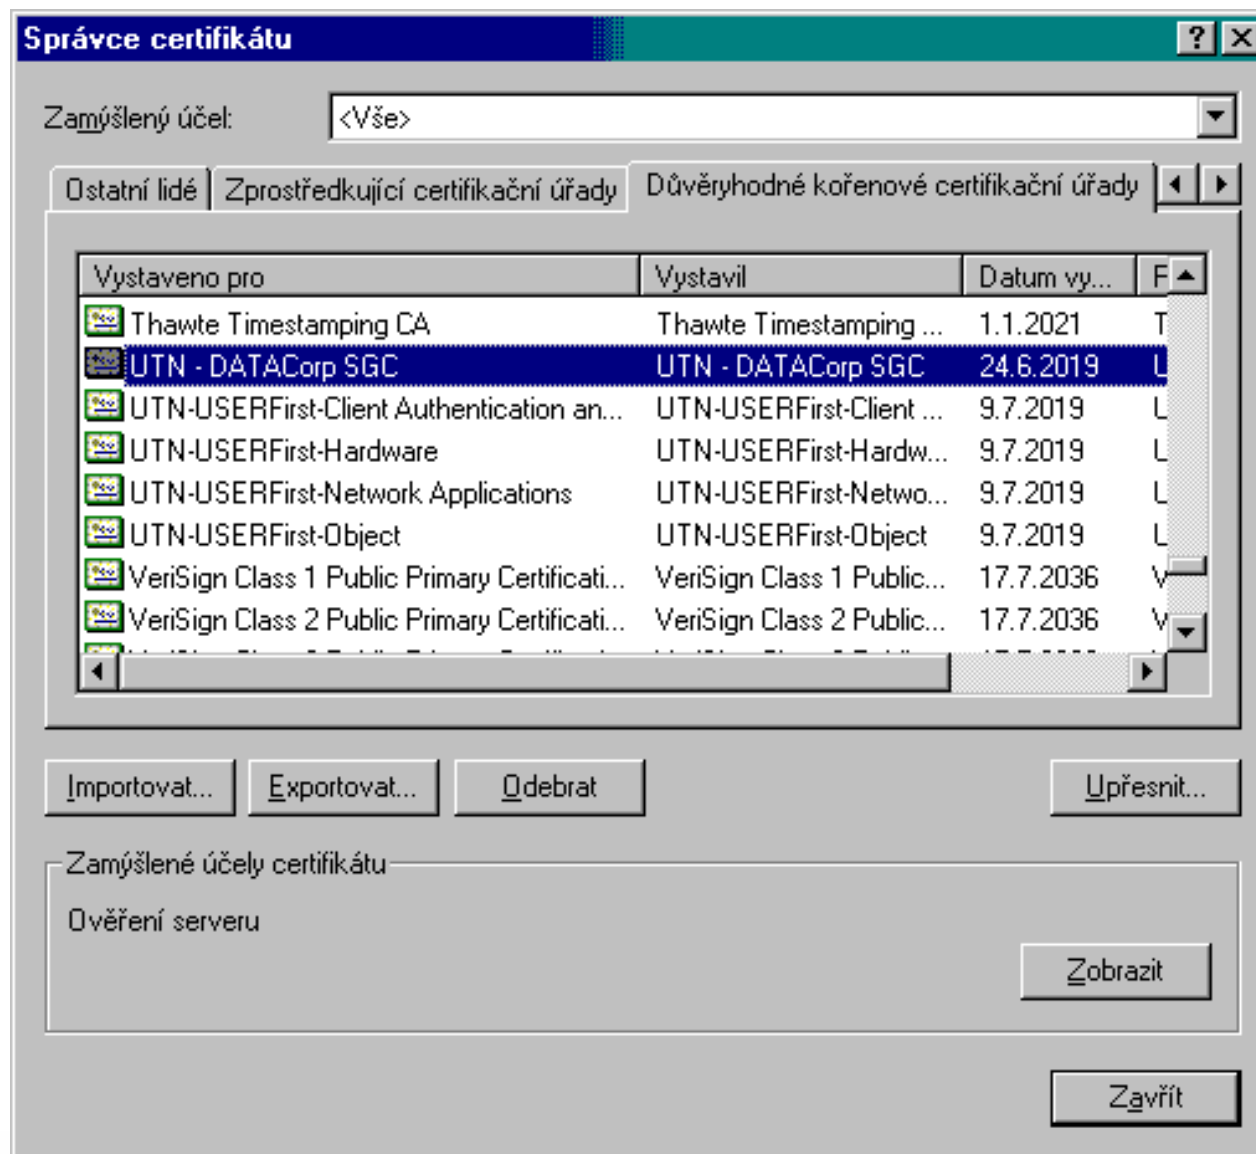 Správce certifikátu
Zamýšlený účel: <Vše>
Ostatní lidé Zprostředkující certifikační úřady Důvěryhodné kořenové certifikační úřady
Vystaveno pro Vystavil Datum vy... F
Thawte Timestamping CA Thawte Timestamping ... 1.1.2021 T
UTN - DATACorp SGC UTN - DATACorp SGC 24.6.2019 U
UTN-USERFirst-Client Authentication an... UTN-USERFirst-Client ... 9.7.2019 U
UTN-USERFirst-Hardware UTN-USERFirst-Hardw... 9.7.2019 U
UTN-USERFirst-Network Applications UTN-USERFirst-Netwo... 9.7.2019 U
UTN-USERFirst-Object UTN-USERFirst-Object 9.7.2019 U
VeriSign Class 1 Public Primary Certificati... VeriSign Class 1 Public... 17.7.2036 V
VeriSign Class 2 Public Primary Certificati... VeriSign Class 2 Public... 17.7.2036 V
Importovat... Exportovat... Odebrat Upřesnit...
Zamýšlené účely certifikátu
Ověření serveru
Zobrazit
Zavřít